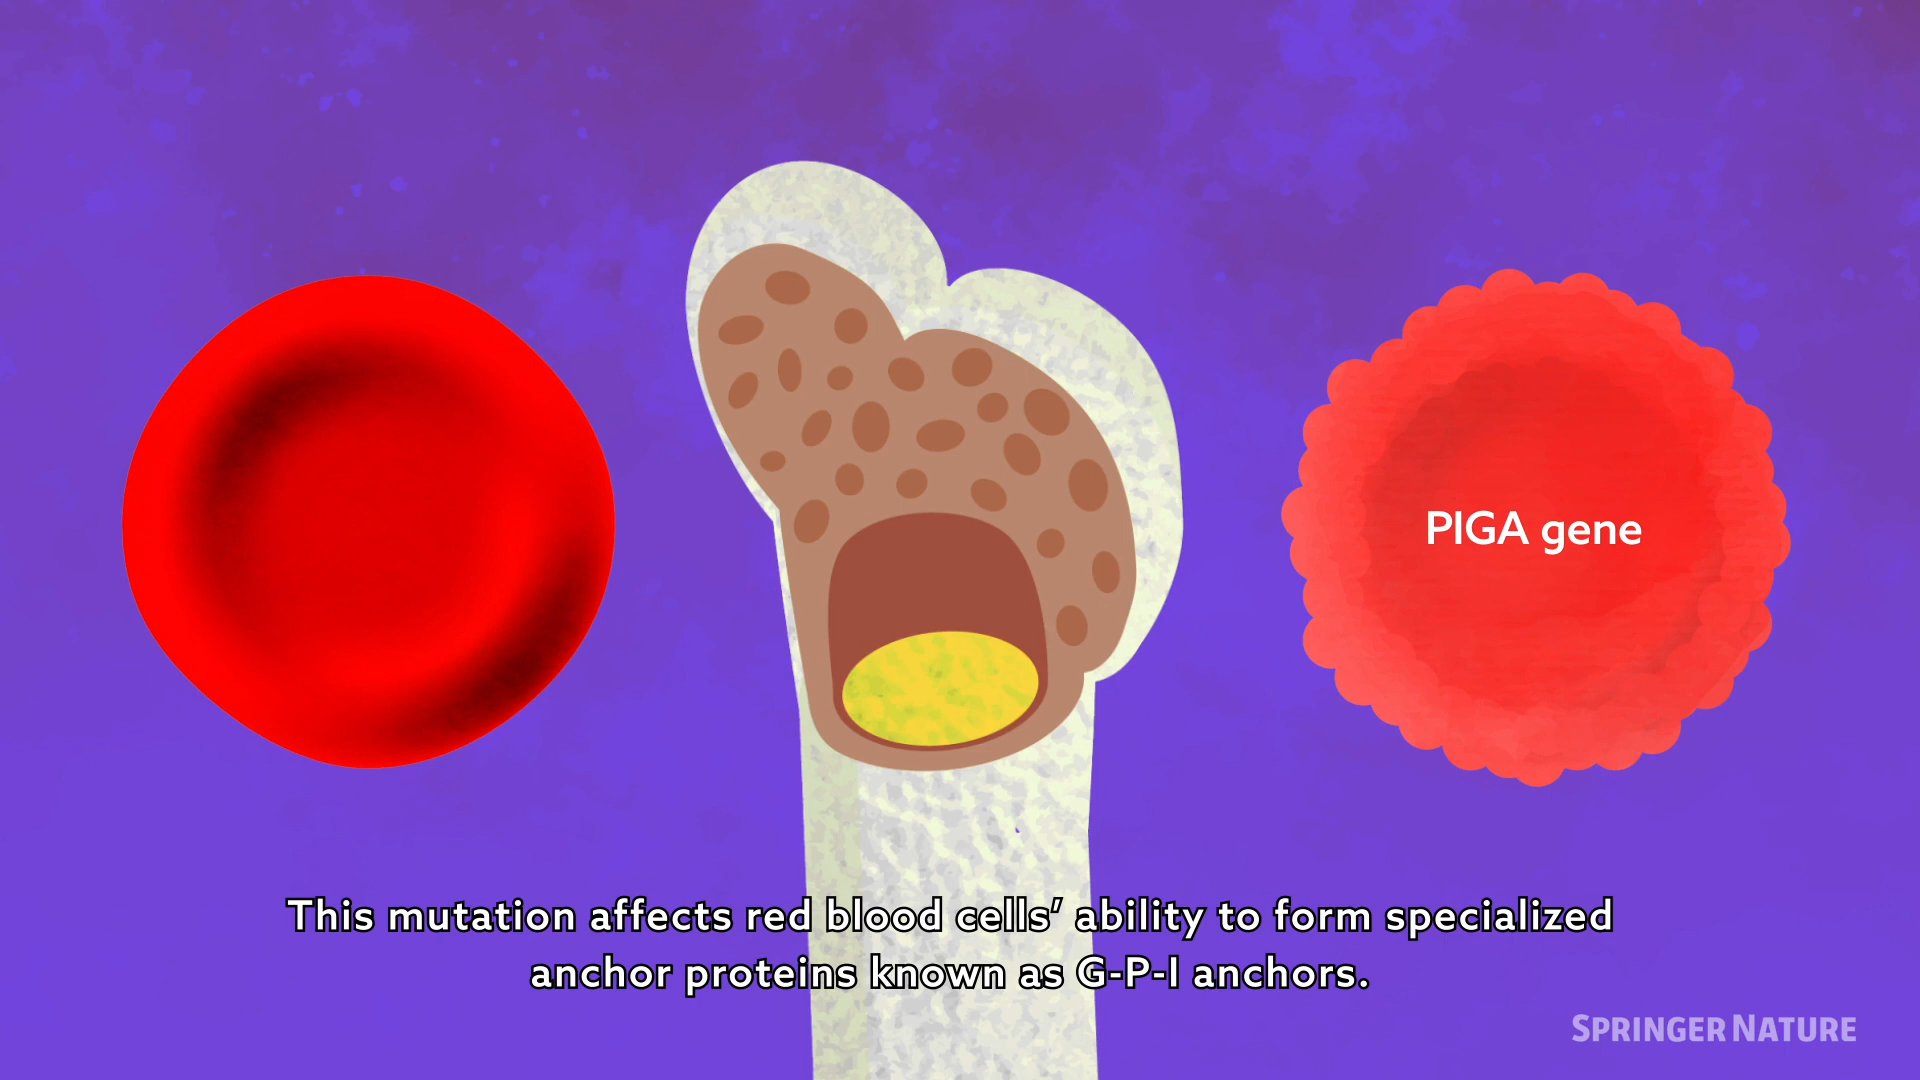 PIGA gene
This mutation affects red blood cells’ ability to form specialized
anchor proteins known as G-P-I anchors.
SPRINGER NATURE